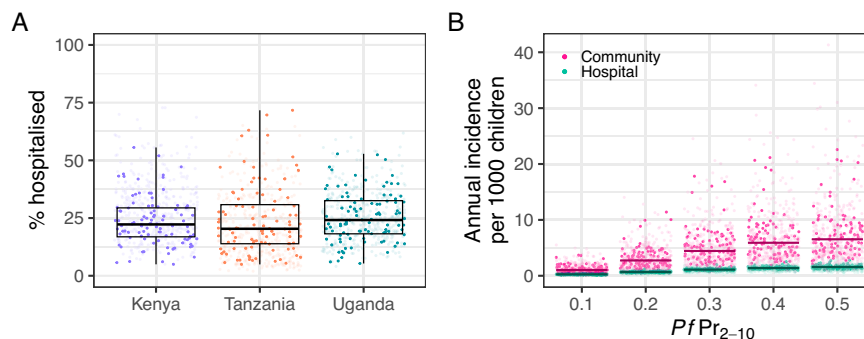 A
% hospitalised
100
75
50
25
0
Kenya Tanzania Uganda
B
Annual incidence
per 1000 children
Community
Hospital
40
30
20
10
0
0.1 0.2 0.3 0.4 0.5
PfPr2–10